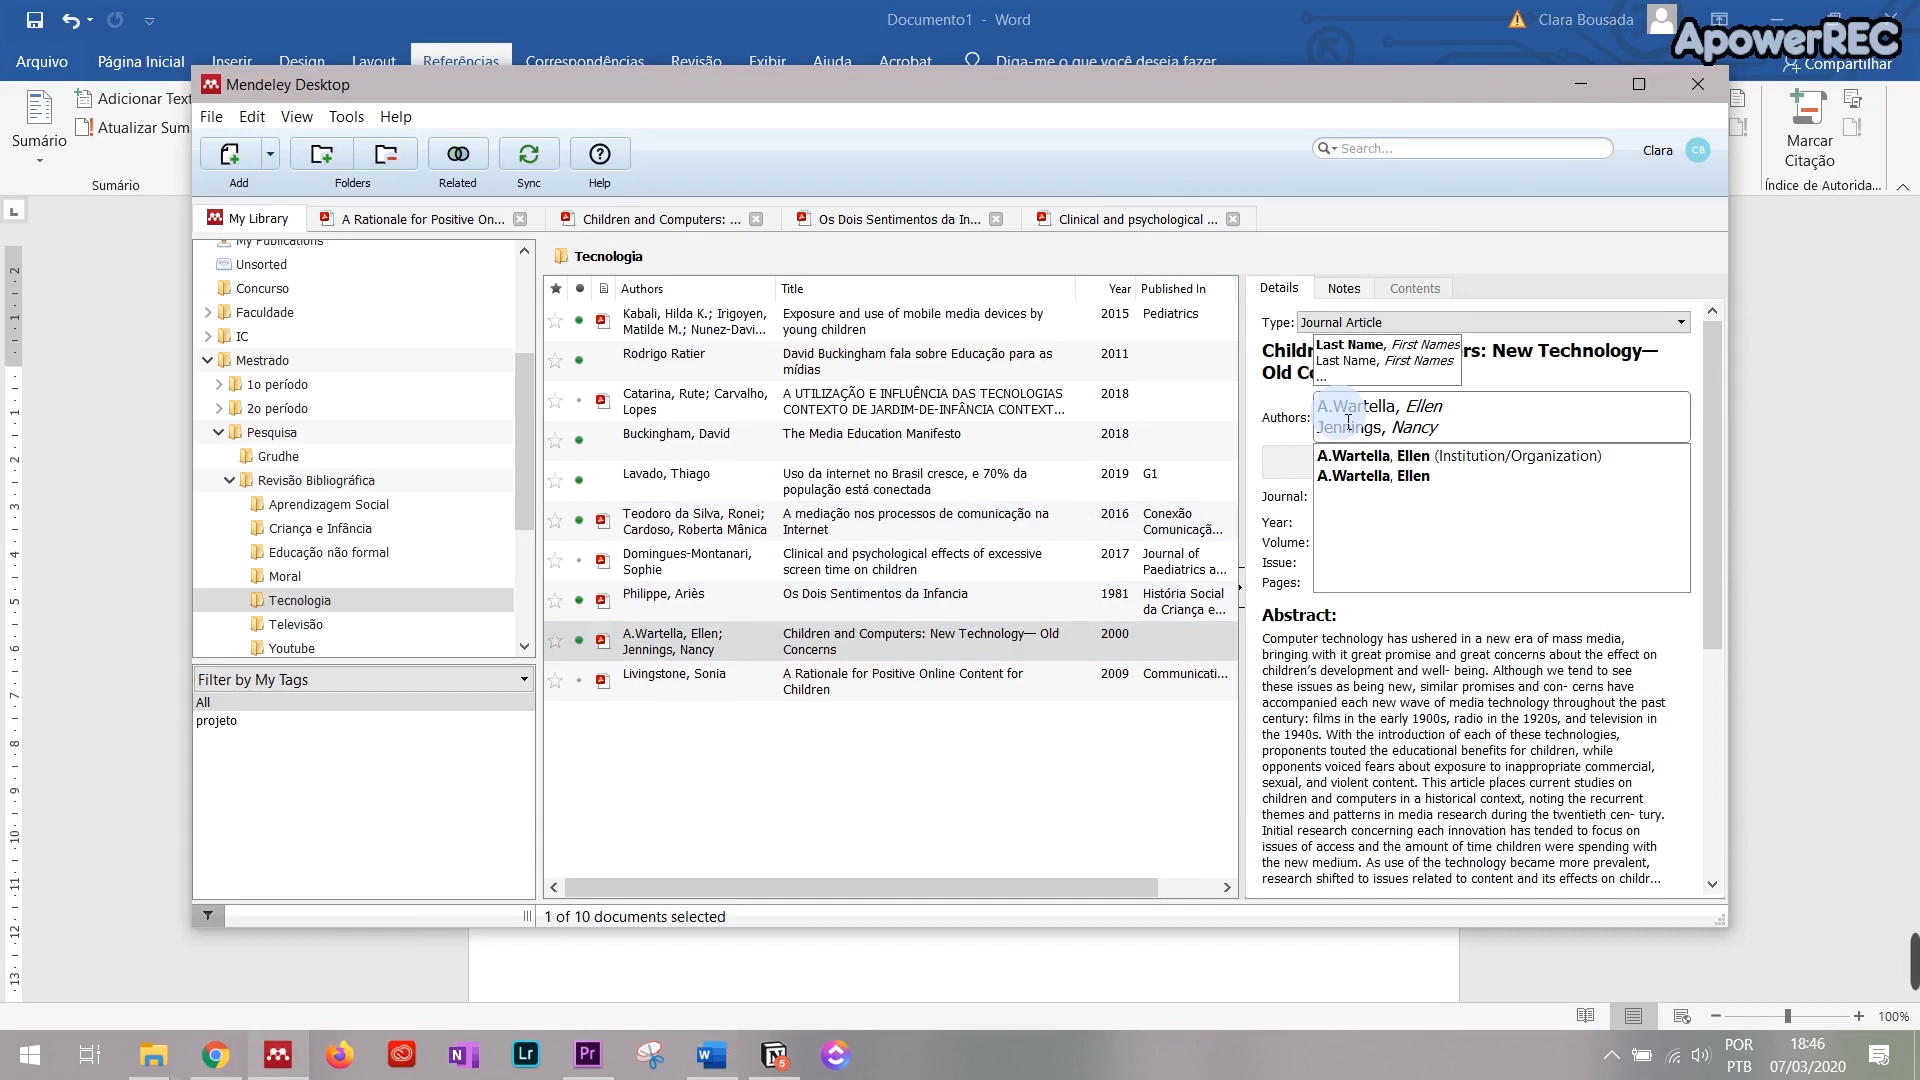 Documento1 - Word
Clara Bousada
ApowerREC
Arquivo
Página Inicial
Inserir
Design
Layout
Referências
Correspondências
Revisão
Exibir
Ajuda
Acrobat
Diga-me o que você deseja fazer
Compartilhar
Sumário
Adicionar Text
Atualizar Sum
Sumário
Marcar
Citação
Índice de Autorida...
Mendeley Desktop
File Edit View Tools Help
Add
Folders
Related
Sync
Help
Search...
Clara
CB
My Library
A Rationale for Positive On...
Children and Computers: ...
Os Dois Sentimentos da In...
Clinical and psychological ...
My Publications
Unsorted
Concurso
Faculdade
IC
Mestrado
1o período
2o período
Pesquisa
Grudhe
Revisão Bibliográfica
Aprendizagem Social
Criança e Infância
Educação não formal
Moral
Tecnologia
Televisão
Youtube
Filter by My Tags
All
projeto
Tecnologia
Authors Title Year Published In
Kabali, Hilda K.; Irigoyen, Exposure and use of mobile media devices by 2015 Pediatrics
Matilde M.; Nunez-Davi... young children
Rodrigo Ratier David Buckingham fala sobre Educação para as 2011
mídias
Catarina, Rute; Carvalho, A UTILIZAÇÃO E INFLUÊNCIA DAS TECNOLOGIAS 2018
Lopes CONTEXTO DE JARDIM-DE-INFÂNCIA CONTEXT...
Buckingham, David The Media Education Manifesto 2018
Lavado, Thiago Uso da internet no Brasil cresce, e 70% da 2019 G1
população está conectada
Teodoro da Silva, Ronei; A mediação nos processos de comunicação na 2016 Conexão
Cardoso, Roberta Mânica Internet Comunicaçã...
Domingues-Montanari, Clinical and psychological effects of excessive 2017 Journal of
Sophie screen time on children Paediatrics a...
Philippe, Ariès Os Dois Sentimentos da Infancia 1981 História Social
da Criança e...
A.Wartella, Ellen; Children and Computers: New Technology— Old 2000
Jennings, Nancy Concerns
Livingstone, Sonia A Rationale for Positive Online Content for 2009 Communicati...
Children
1 of 10 documents selected
Details Notes Contents
Type: Journal Article
Last Name, First Names
Last Name, First Names
...
Childr
rs: New Technology—
Old Co
Authors:
A.Wartella, Ellen
Jennings, Nancy
A.Wartella, Ellen (Institution/Organization)
A.Wartella, Ellen
Journal:
Year:
Volume:
Issue:
Pages:
Abstract:
Computer technology has ushered in a new era of mass media,
bringing with it great promise and great concerns about the effect on
children's development and well- being. Although we tend to see
these issues as being new, similar promises and con- cerns have
accompanied each new wave of media technology throughout the past
century: films in the early 1900s, radio in the 1920s, and television in
the 1940s. With the introduction of each of these technologies,
proponents touted the educational benefits for children, while
opponents voiced fears about exposure to inappropriate commercial,
sexual, and violent content. This article places current studies on
children and computers in a historical context, noting the recurrent
themes and patterns in media research during the twentieth cen- tury.
Initial research concerning each innovation has tended to focus on
issues of access and the amount of time children were spending with
the new medium. As use of the technology became more prevalent,
research shifted to issues related to content and its effects on childr...
100%
Lr
Pr
5
POR
PTB
18:46
07/03/2020